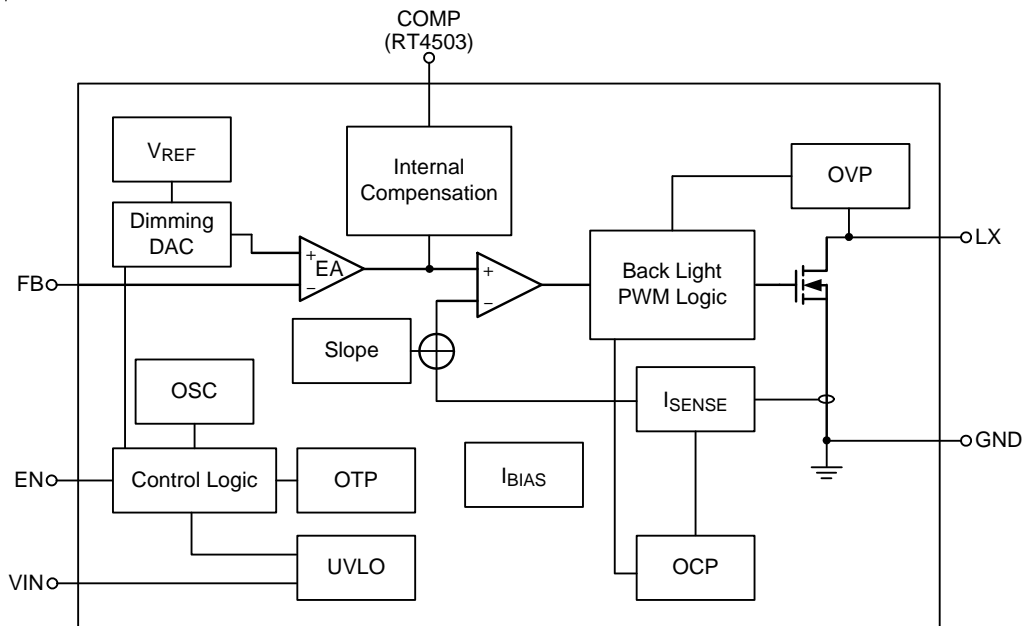 COMP
(RT4503)
VREF
Internal
Compensation
OVP
Dimming
DAC
LX
+
EA
−
+
−
Back Light
PWM Logic
FB
Slope
OSC
ISENSE
GND
EN
Control Logic
OTP
IBIAS
UVLO
OCP
VIN